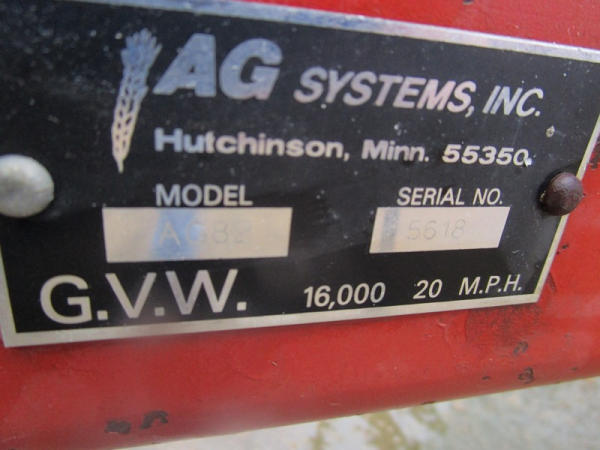 AG SYSTEMS, INC.
Hutchinson, Minn. 55350
MODEL SERIAL NO.
5618
G.V.W. 16,000 20 M.P.H.